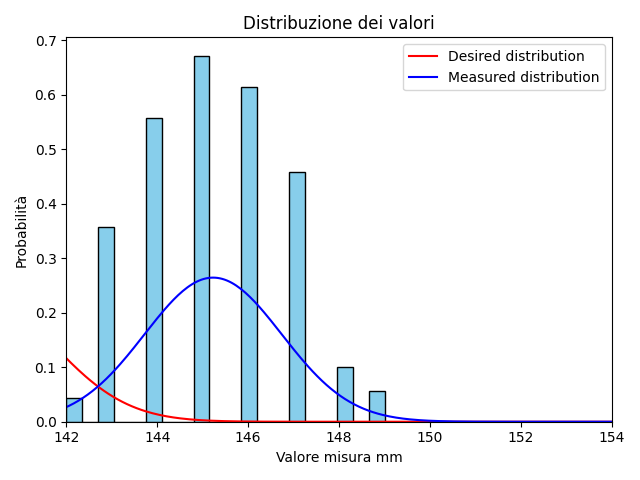 Distribuzione dei valori
Desired distribution
Measured distribution
Probabilità
0.7
0.6
0.5
0.4
0.3
0.2
0.1
0.0
142 144 146 148 150 152 154
Valore misura mm